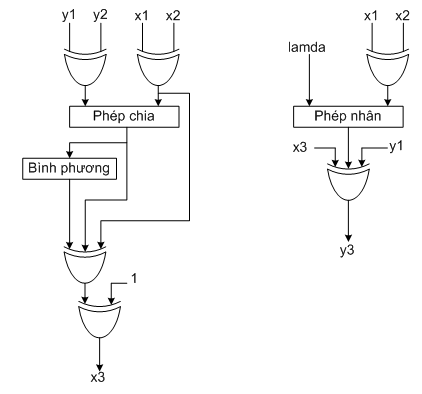 y1 y2 x1 x2
Phép chia
Bình phương
1
x3
x1 x2
lamda
Phép nhân
x3 y1
y3